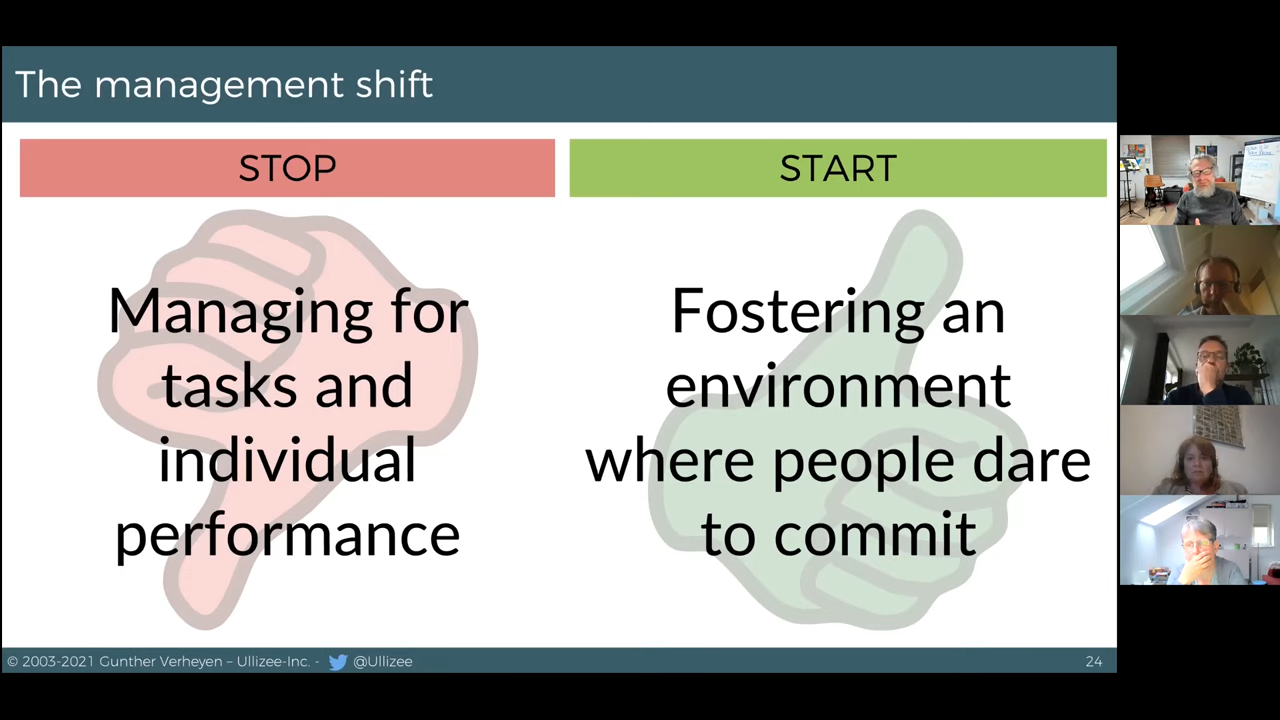 The management shift
STOP
START
Managing for
tasks and
individual
performance
Fostering an
environment
where people dare
to commit
© 2003-2021 Gunther Verheyen – Ullizee-Inc. - @Ullizee
24